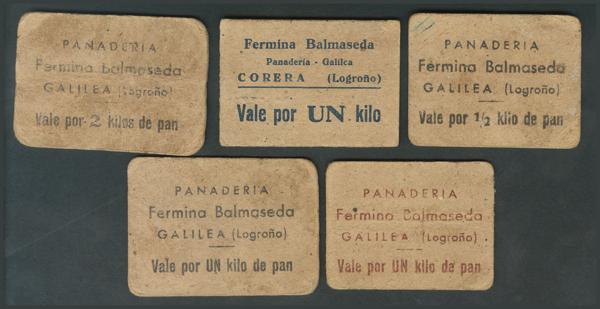 PANADERIA
Fermina Balmaseda
GALILEA (Logroño)
Vale por 2 kilos de pan
Fermina Balmaseda
Panadería - Galilea
CORERA (Logroño)
Vale por UN kilo
PANADERIA
Fermina Balmaseda
GALILEA (Logroño)
Vale por 1/2 kilo de pan
PANADERIA
Fermina Balmaseda
GALILEA (Logroño)
Vale por UN kilo de pan
PANADERIA
Fermina Balmaseda
GALILEA (Logroño)
Vale por UN kilo de pan